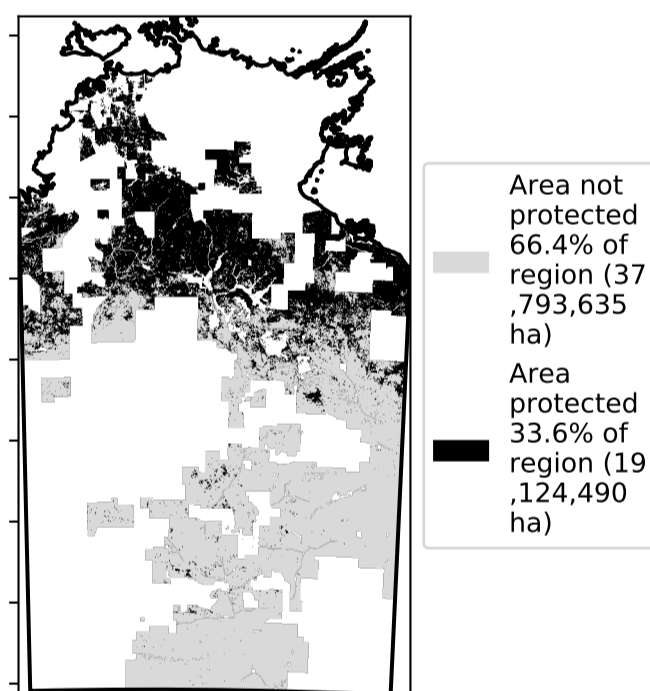 Area not
protected
66.4% of
region (37
,793,635
ha)
Area
protected
33.6% of
region (19
,124,490
ha)